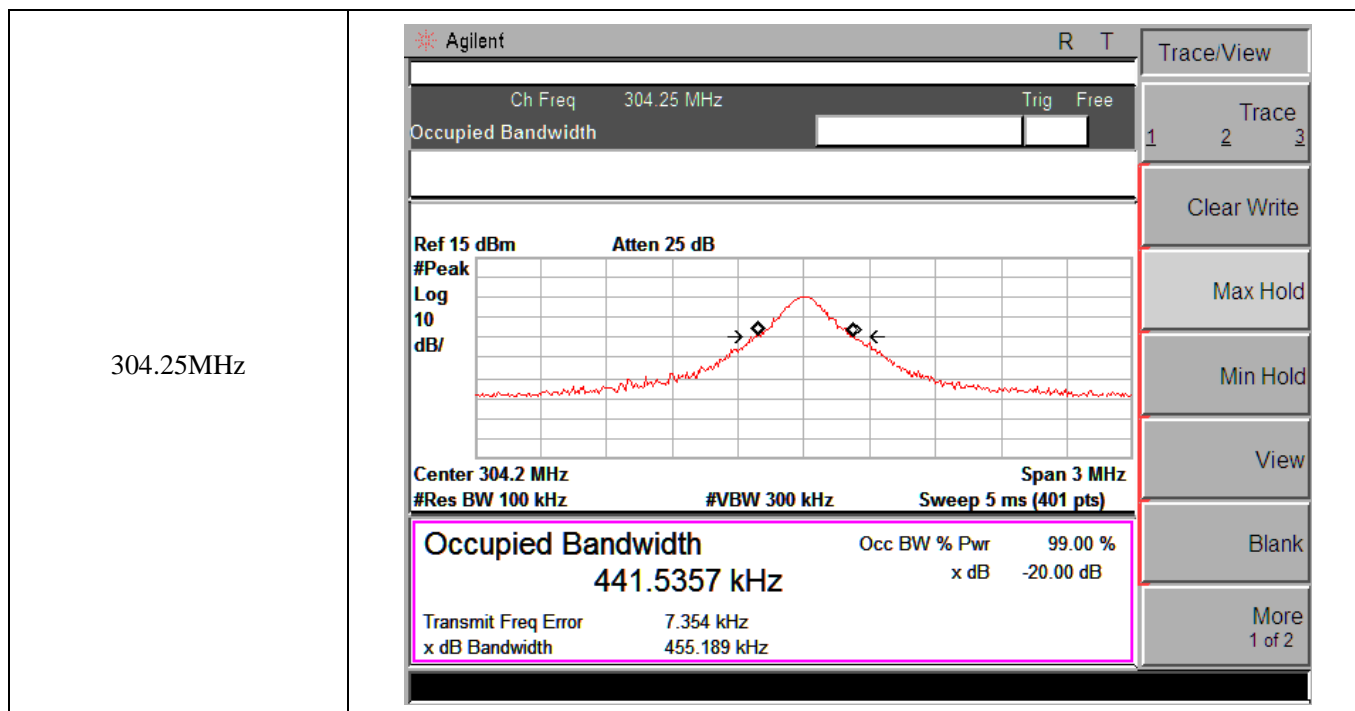 304.25MHz
Agilent R T
Ch Freq 304.25 MHz Trig Free
Occupied Bandwidth
Ref 15 dBm Atten 25 dB
#Peak
Log
10
dB/
Center 304.2 MHz Span 3 MHz
#Res BW 100 kHz #VBW 300 kHz Sweep 5 ms (401 pts)
Occupied Bandwidth Occ BW % Pwr 99.00 %
441.5357 kHz x dB -20.00 dB
Transmit Freq Error 7.354 kHz
x dB Bandwidth 455.189 kHz
Trace/View
Trace
1 2 3
Clear Write
Max Hold
Min Hold
View
Blank
More
1 of 2